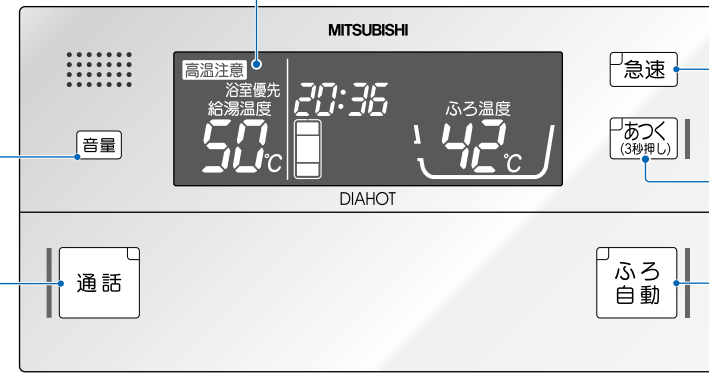 MITSUBISHI
高温注意
浴室優先
給湯温度
50℃
20:36
ふろ温度
42℃
急速
音量
あつく
(3秒押し)
DIAHOT
通話
ふろ
自動